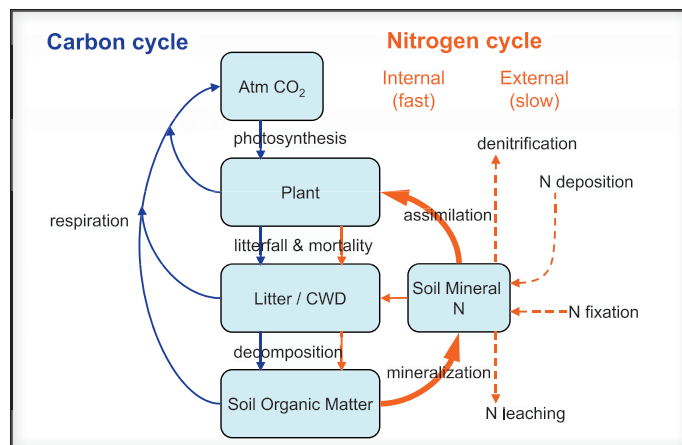 Carbon cycle
Nitrogen cycle
Atm CO₂
Internal
(fast)
External
(slow)
photosynthesis
denitrification
Plant
N deposition
respiration
assimilation
litterfall & mortality
Litter / CWD
Soil Mineral
N
N fixation
decomposition
mineralization
Soil Organic Matter
N leaching